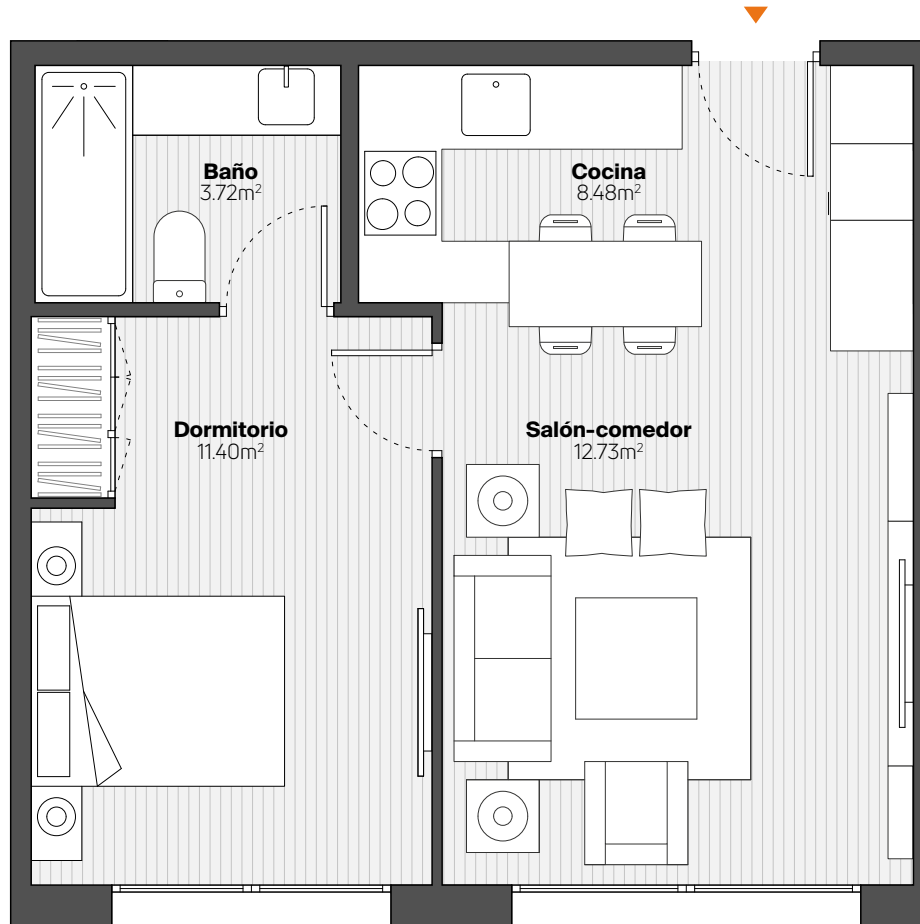 Baño
3.72m²
Cocina
8.48m²
Dormitorio
11.40m²
Salón-comedor
12.73m²